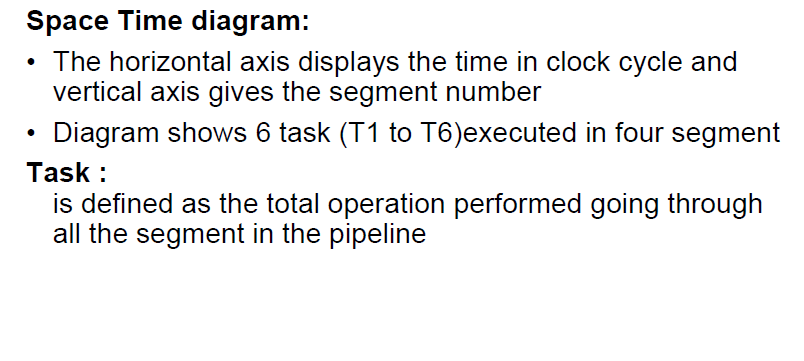 Space Time diagram:
• The horizontal axis displays the time in clock cycle and
vertical axis gives the segment number
• Diagram shows 6 task (T1 to T6)executed in four segment
Task :
is defined as the total operation performed going through
all the segment in the pipeline